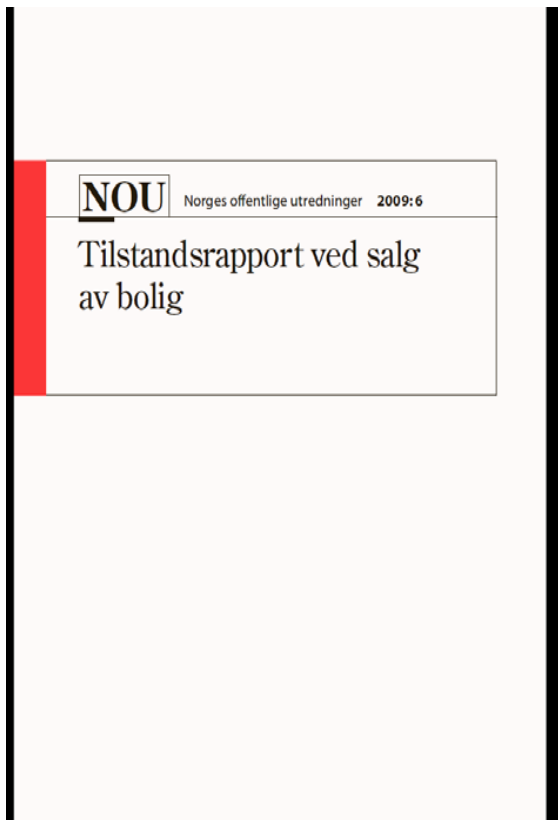 NOU Norges offentlige utredninger 2009:6
Tilstandsrapport ved salg
av bolig